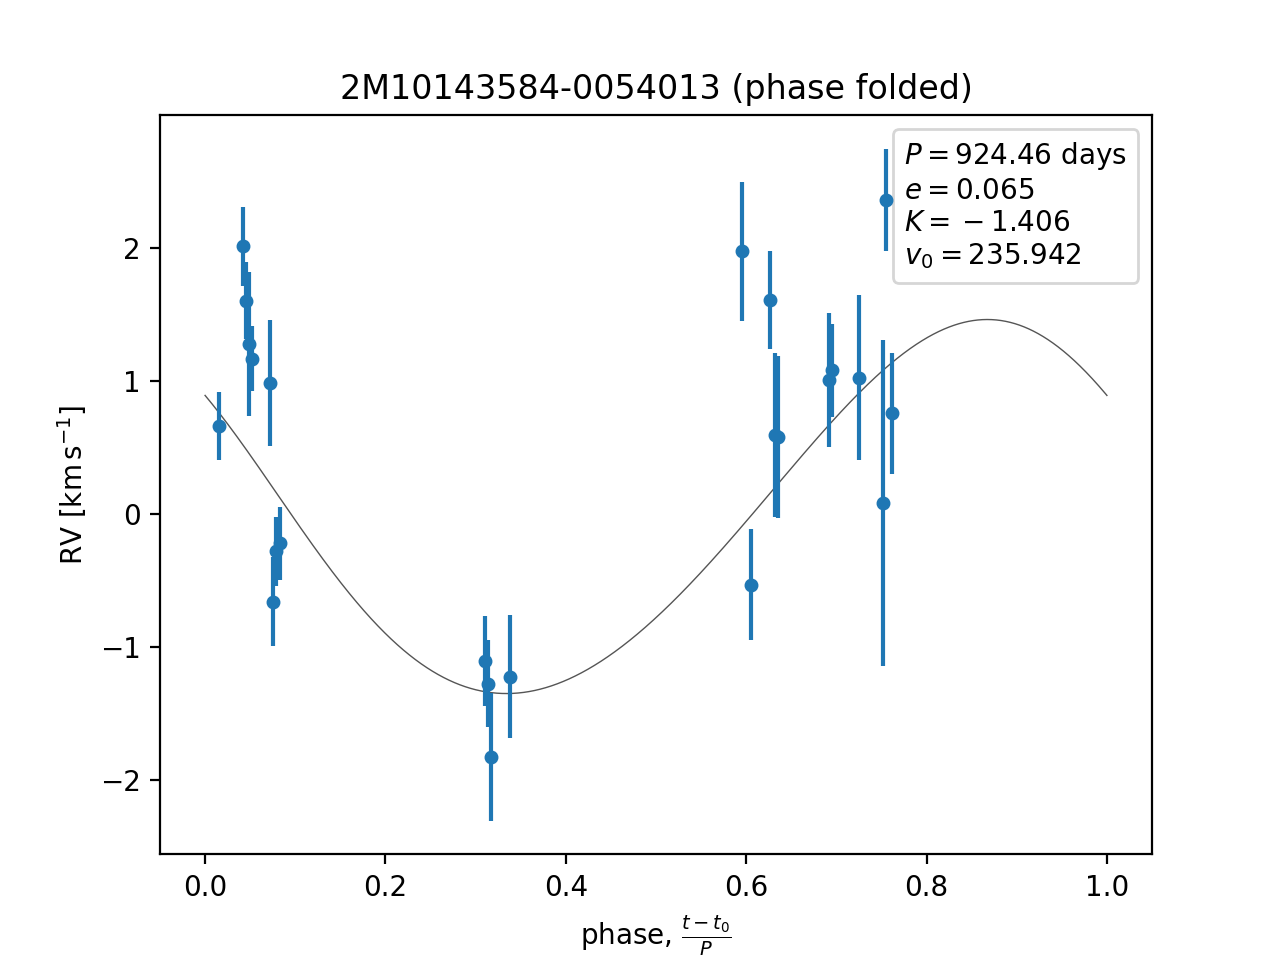 2M10143584-0054013 (phase folded)
P = 924.46 days
e = 0.065
K = −1.406
v₀ = 235.942
RV [km s⁻¹]
2
1
0
−1
−2
0.0 0.2 0.4 0.6 0.8 1.0
phase, (t − t₀)/P